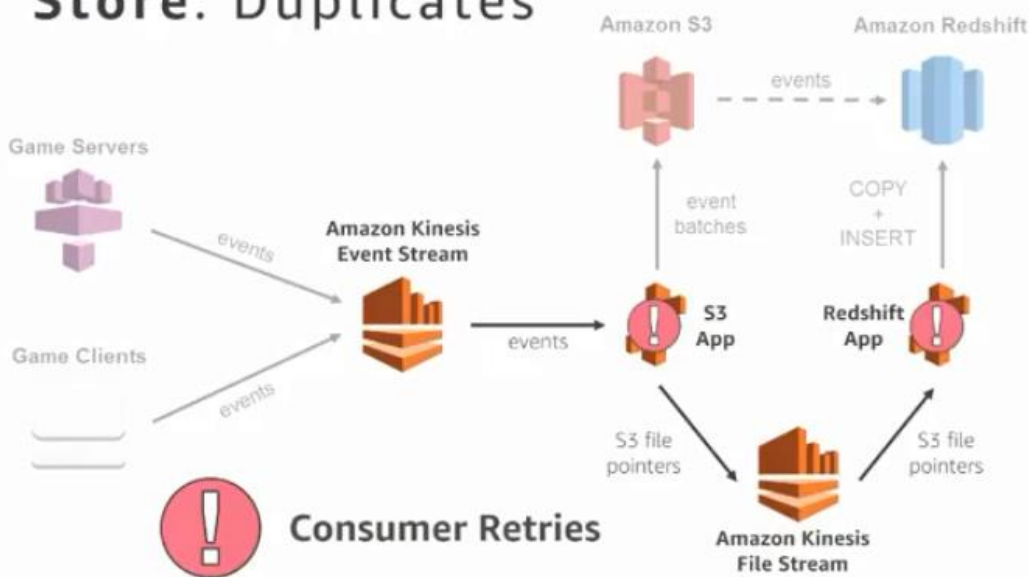 Store: Duplicates
Amazon S3
Amazon Redshift
events
Game Servers
COPY
+
INSERT
event
batches
Amazon Kinesis
Event Stream
events
S3
App
Redshift
App
events
Game Clients
events
S3 file
pointers
S3 file
pointers
Consumer Retries
Amazon Kinesis
File Stream